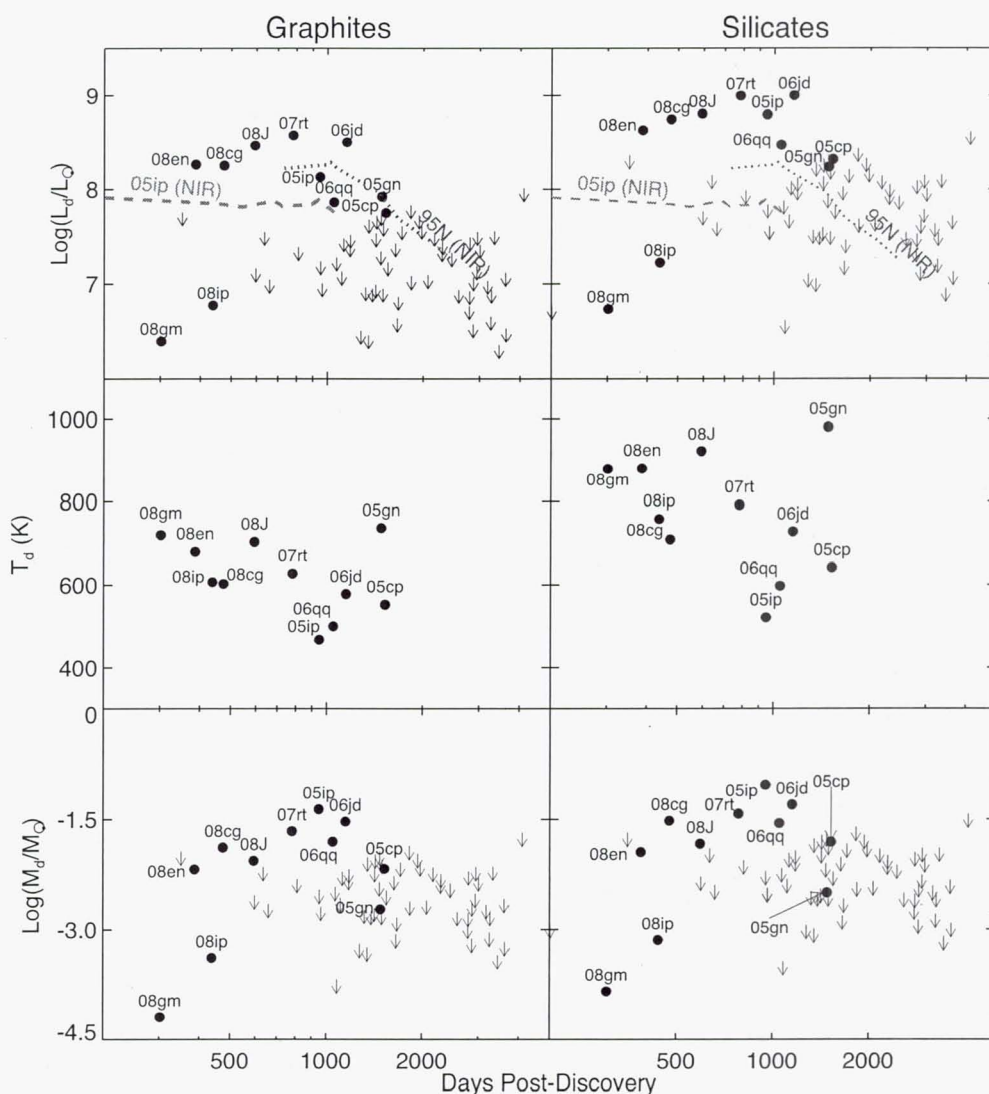 Graphites Silicates
9
07rt
08J
06jd
08en
08cg
05ip
05gn
06qq
05cp
05ip (NIR)
8
95N (NIR)
7
08ip
08gm
Log(L_d/L_☉)
07rt
06jd
08J
05ip
08cg
08en
06qq
05gn
05cp
05ip (NIR)
95N (NIR)
08ip
08gm
1000
800
600
400
T_d (K)
08gm
08en
08J
05gn
08ip
08cg
07rt
06jd
05cp
06qq
05ip
05gn
08J
08en
08gm
08ip
07rt
08cg
06jd
05cp
06qq
05ip
0
-1.5
-3.0
-4.5
Log(M_d/M_☉)
05ip
07rt
06jd
08cg
08J
06qq
05cp
08en
05gn
08ip
08gm
05ip
05cp
07rt
06jd
08cg
08J
06qq
08en
05gn
08ip
08gm
500 1000 2000 500 1000 2000
Days Post-Discovery